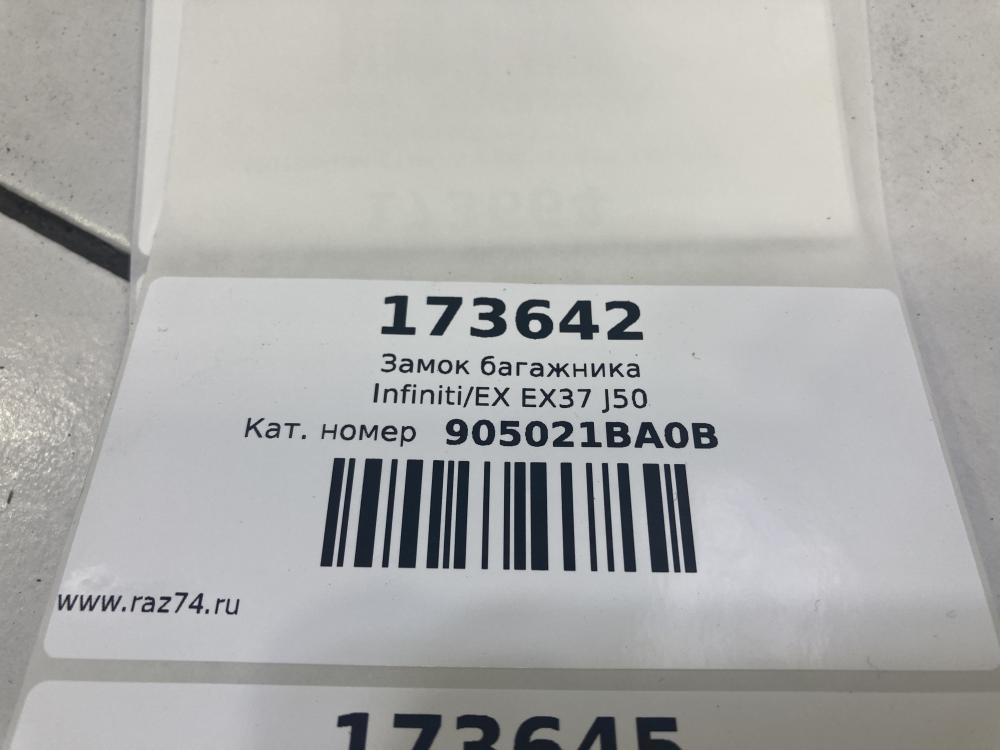 173642
Замок багажника
Infiniti/EX EX37 J50
Кат. номер 905021BA0B
www.raz74.ru
173645